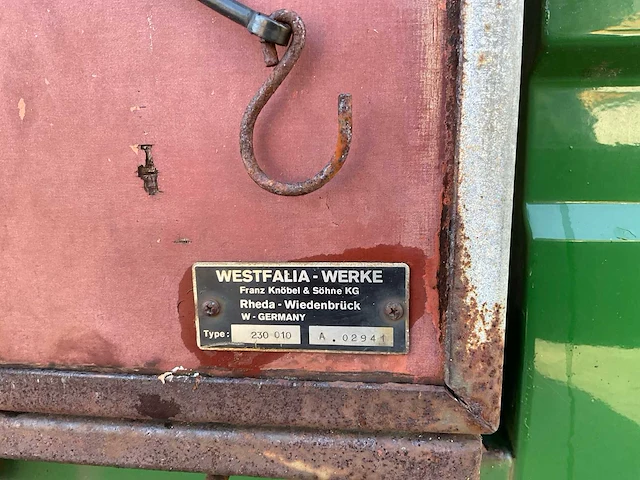 WESTFALIA - WERKE
Franz Knöbel & Söhne KG
Rheda - Wiedenbrück
W - GERMANY
Type: 230 010 A. 02941